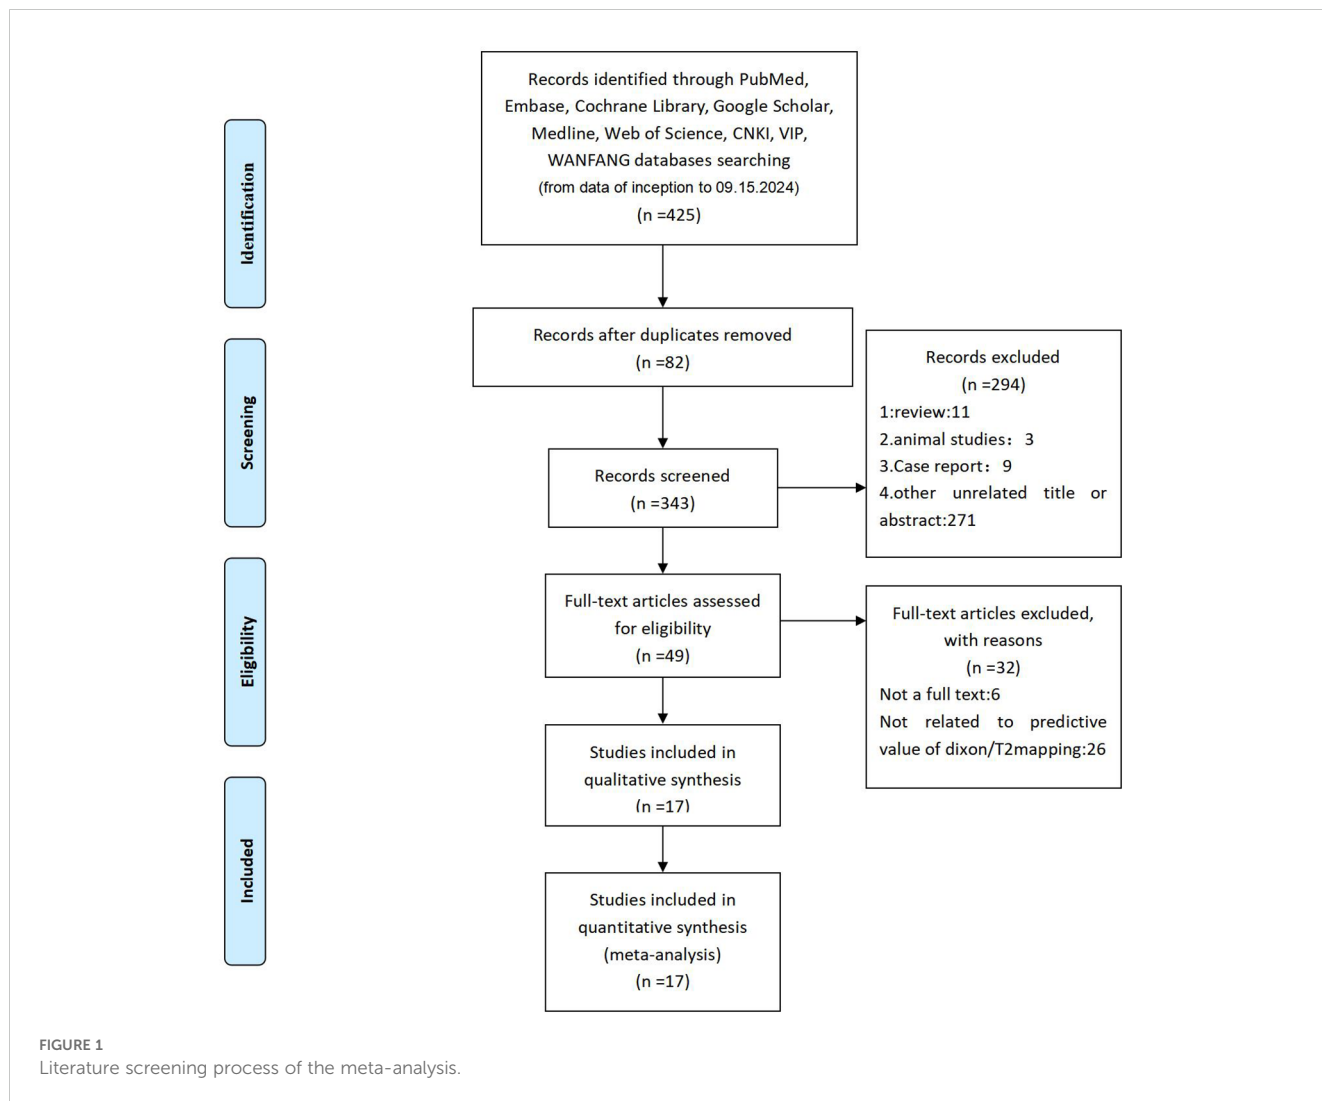 Records identified through PubMed,
Embase, Cochrane Library, Google Scholar,
Medline, Web of Science, CNKI, VIP,
WANFANG databases searching
(from data of inception to 09.15.2024)
(n =425)
Identification
Records after duplicates removed
(n =82)
Screening
Records screened
(n =343)
Records excluded
(n =294)
1:review:11
2.animal studies：3
3.Case report：9
4.other unrelated title or
abstract:271
Eligibility
Full-text articles assessed
for eligibility
(n =49)
Full-text articles excluded,
with reasons
(n =32)
Not a full text:6
Not related to predictive
value of dixon/T2mapping:26
Studies included in
qualitative synthesis
(n =17)
Included
Studies included in
quantitative synthesis
(meta-analysis)
(n =17)
FIGURE 1
Literature screening process of the meta-analysis.